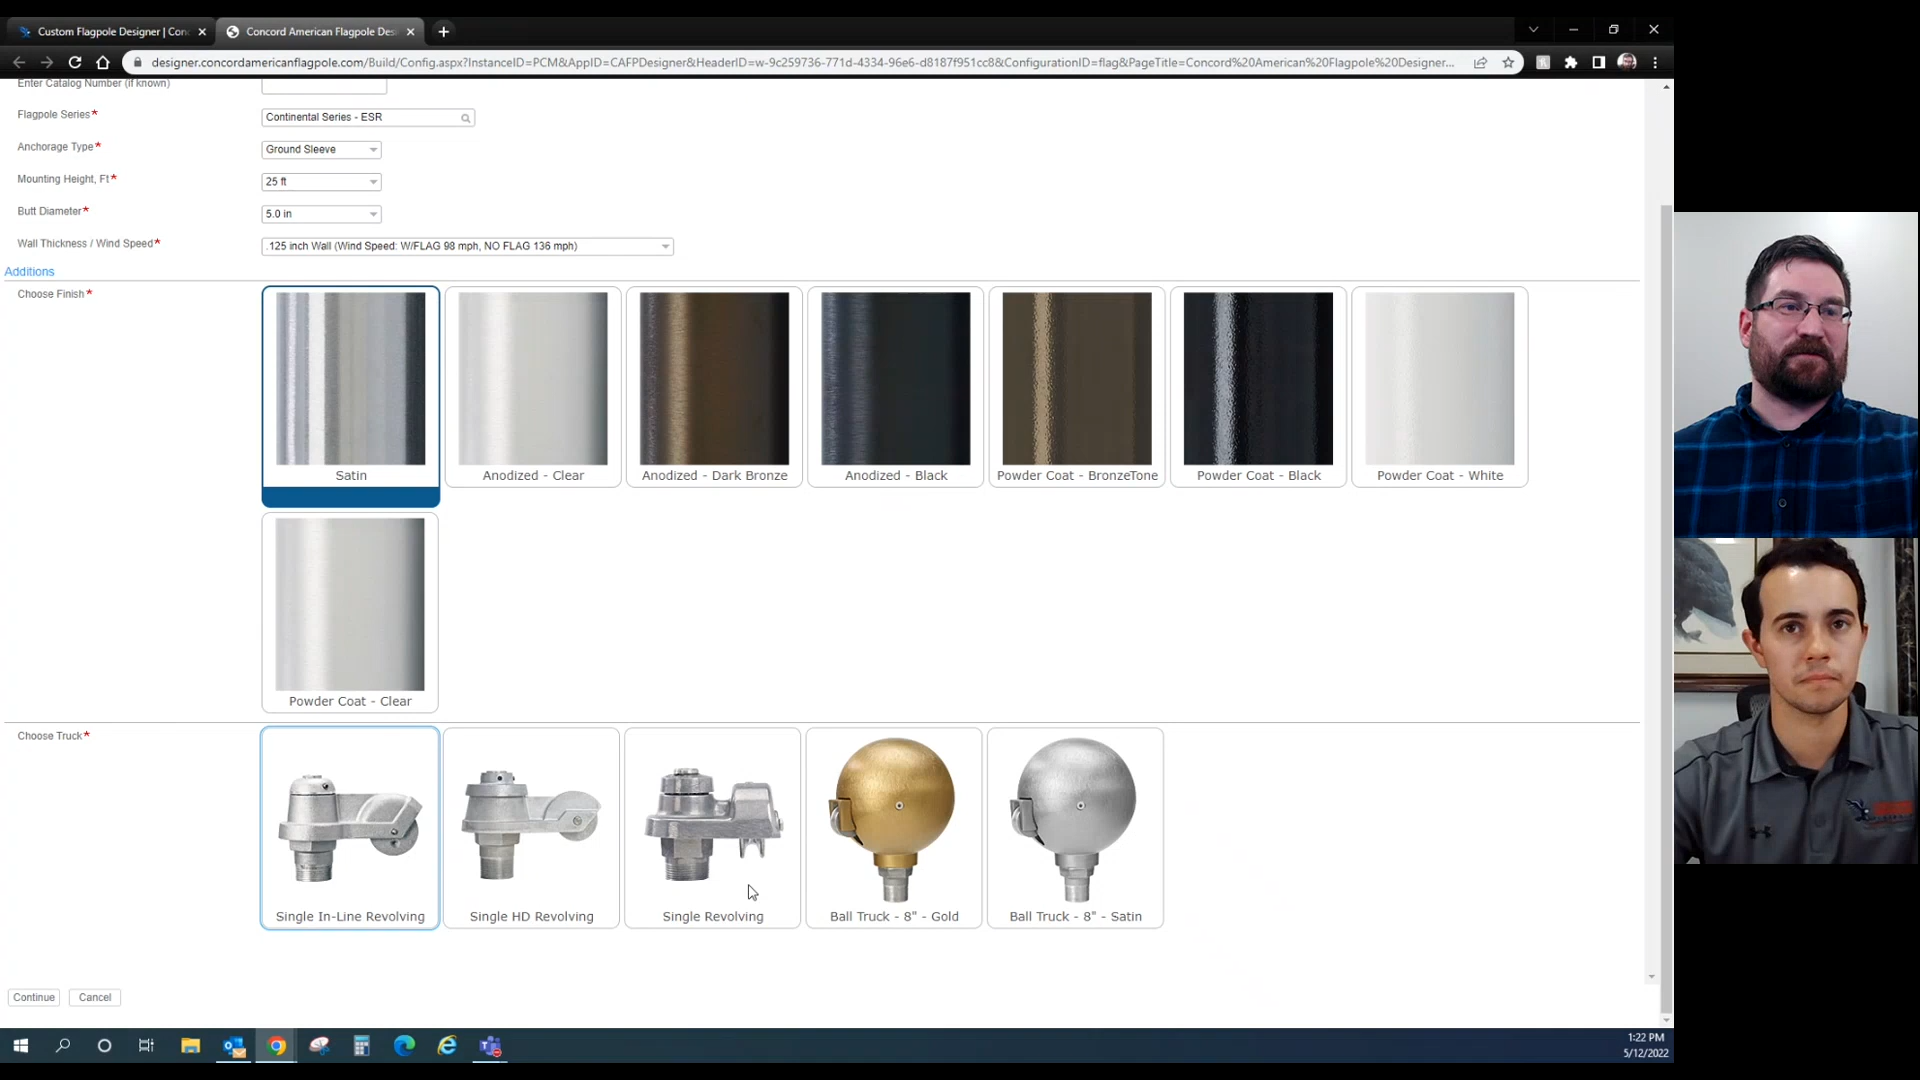 Custom Flagpole Designer | Con
Concord American Flagpole Des
designer.concordamericanflagpole.com/Build/Config.aspx?InstanceID=PCM&AppID=CAFPDesigner&HeaderID=w-9c259736-771d-4334-96e6-d8187f951cc8&ConfigurationID=flag&PageTitle=Concord%20American%20Flagpole%20Designer...
Enter Catalog Number (if known)
Flagpole Series* Continental Series - ESR
Anchorage Type* Ground Sleeve
Mounting Height, Ft* 25 ft
Butt Diameter* 5.0 in
Wall Thickness / Wind Speed* .125 inch Wall (Wind Speed: W/FLAG 98 mph, NO FLAG 136 mph)
Additions
Choose Finish*
Satin Anodized - Clear Anodized - Dark Bronze Anodized - Black Powder Coat - BronzeTone Powder Coat - Black Powder Coat - White
Powder Coat - Clear
Choose Truck*
Single In-Line Revolving Single HD Revolving Single Revolving Ball Truck - 8" - Gold Ball Truck - 8" - Satin
Continue Cancel
1:22 PM
5/12/2022